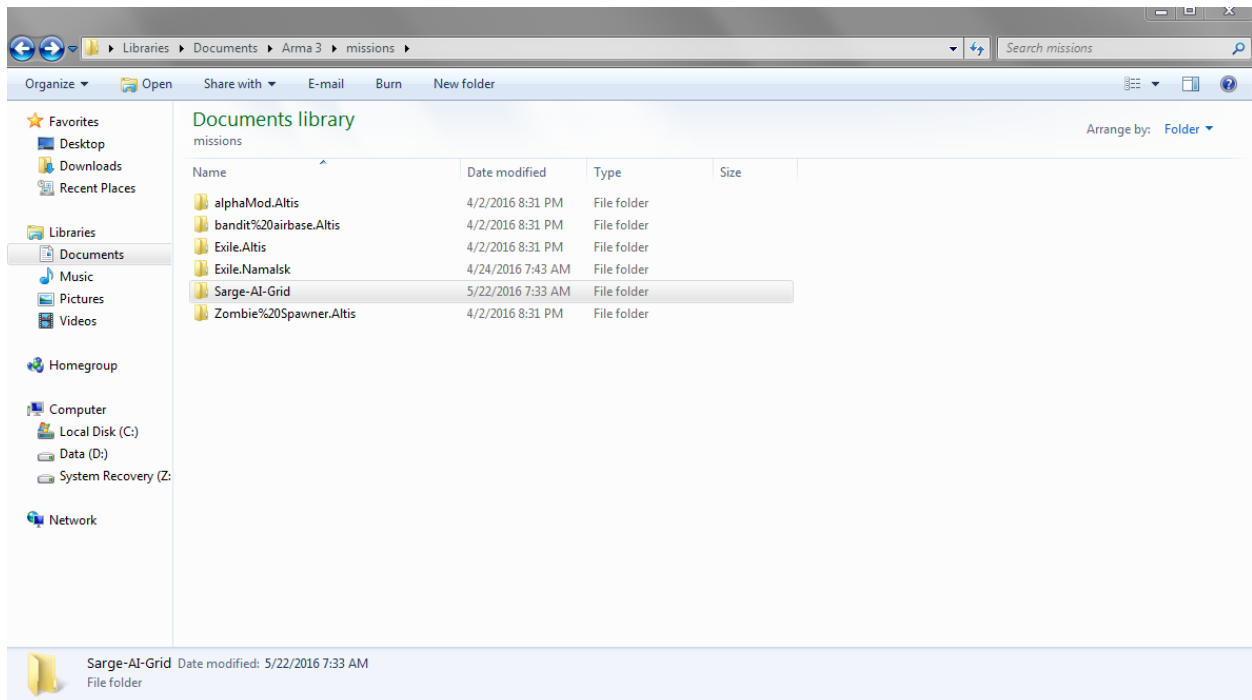 Libraries Documents Arma 3 missions Search missions
Organize Open Share with E-mail Burn New folder
Favorites
Desktop
Downloads
Recent Places
Libraries
Documents
Music
Pictures
Videos
Homegroup
Computer
Local Disk (C:)
Data (D:)
System Recovery (Z:
Network
Documents library
missions
Arrange by: Folder
Name Date modified Type Size
alphaMod.Altis 4/2/2016 8:31 PM File folder
bandit%20airbase.Altis 4/2/2016 8:31 PM File folder
Exile.Altis 4/2/2016 8:31 PM File folder
Exile.Namalsk 4/24/2016 7:43 AM File folder
Sarge-AI-Grid 5/22/2016 7:33 AM File folder
Zombie%20Spawner.Altis 4/2/2016 8:31 PM File folder
Sarge-AI-Grid Date modified: 5/22/2016 7:33 AM
File folder